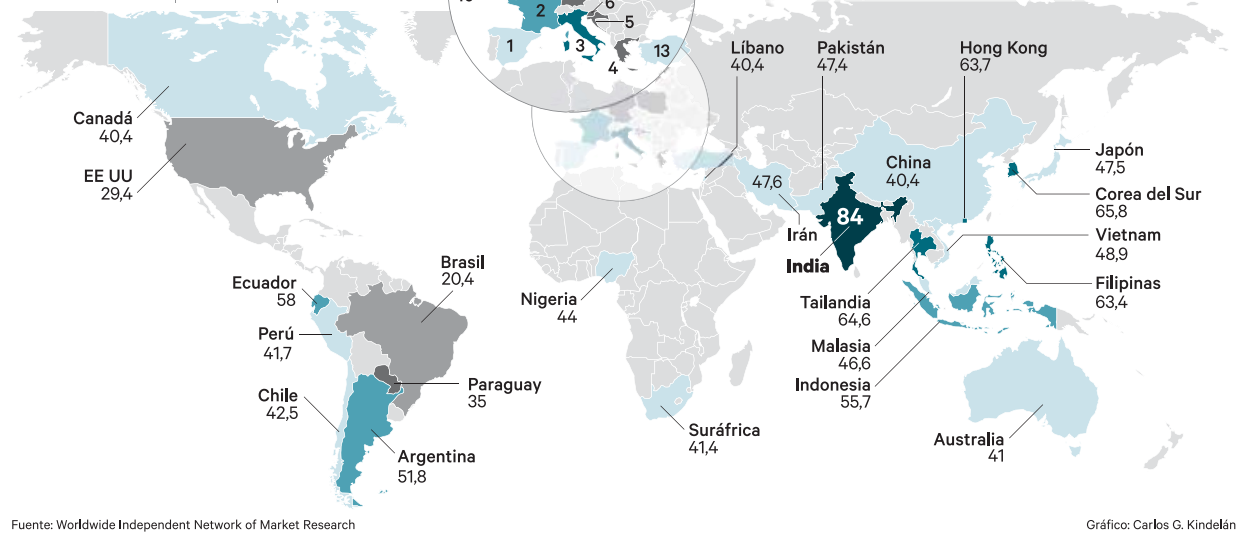 6
2
5
1
3
13
4
Líbano
40,4
Pakistán
47,4
Hong Kong
63,7
Canadá
40,4
EE UU
29,4
China
40,4
Japón
47,5
47,6
Corea del Sur
65,8
84
Irán
India
Vietnam
48,9
Brasil
20,4
Ecuador
58
Nigeria
44
Filipinas
63,4
Tailandia
64,6
Perú
41,7
Malasia
46,6
Paraguay
35
Indonesia
55,7
Chile
42,5
Suráfrica
41,4
Australia
41
Argentina
51,8
Fuente: Worldwide Independent Network of Market Research
Gráfico: Carlos G. Kindelán